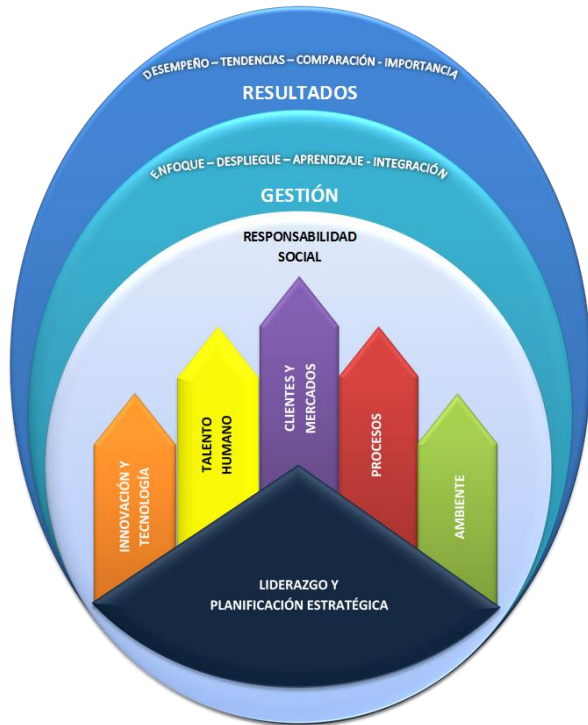 DESEMPEÑO – TENDENCIAS – COMPARACIÓN - IMPORTANCIA
RESULTADOS
ENFOQUE – DESPLIEGUE – APRENDIZAJE - INTEGRACIÓN
GESTIÓN
RESPONSABILIDAD
SOCIAL
INNOVACIÓN Y
TECNOLOGÍA
TALENTO
HUMANO
CLIENTES Y
MERCADOS
PROCESOS
AMBIENTE
LIDERAZGO Y
PLANIFICACIÓN ESTRATÉGICA